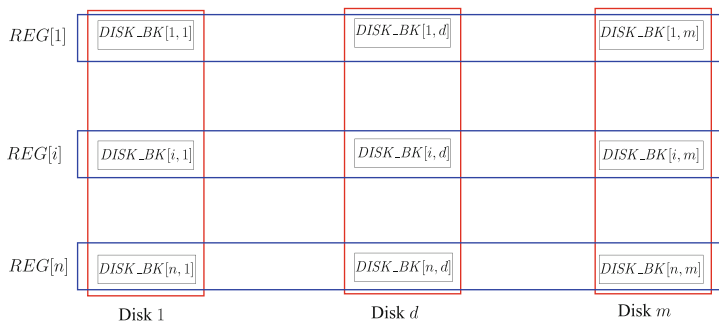 REG[1] DISK_BK[1, 1] DISK_BK[1, d] DISK_BK[1, m]
REG[i] DISK_BK[i, 1] DISK_BK[i, d] DISK_BK[i, m]
REG[n] DISK_BK[n, 1] DISK_BK[n, d] DISK_BK[n, m]
Disk 1 Disk d Disk m